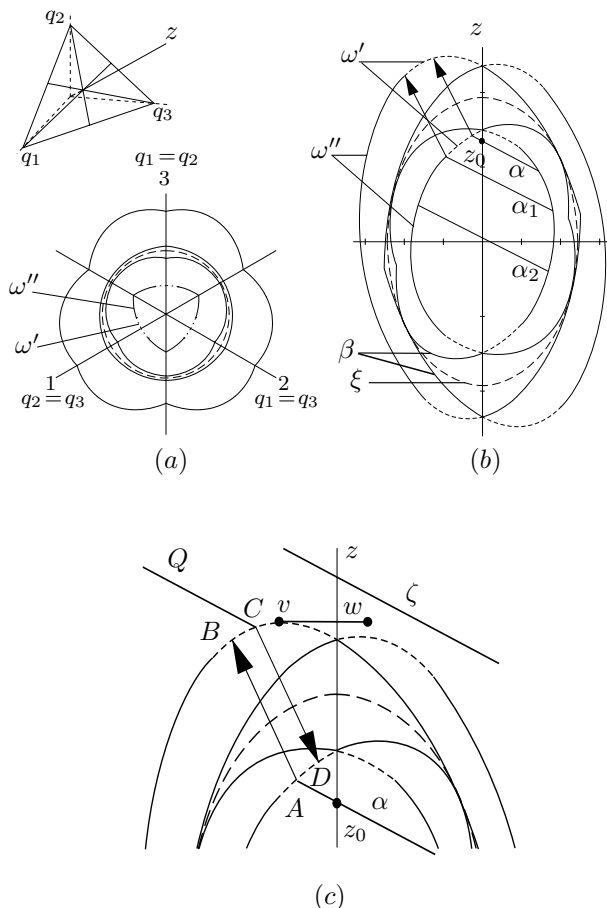 q₂
z
q₃
q₁
q₁=q₂
3
ω″
ω′
1
2
q₂=q₃
q₁=q₃
(a)
z
ω′
ω″
z₀
α
α₁
α₂
β
ξ
(b)
z
Q
ζ
C
v
w
B
D
A
α
z₀
(c)